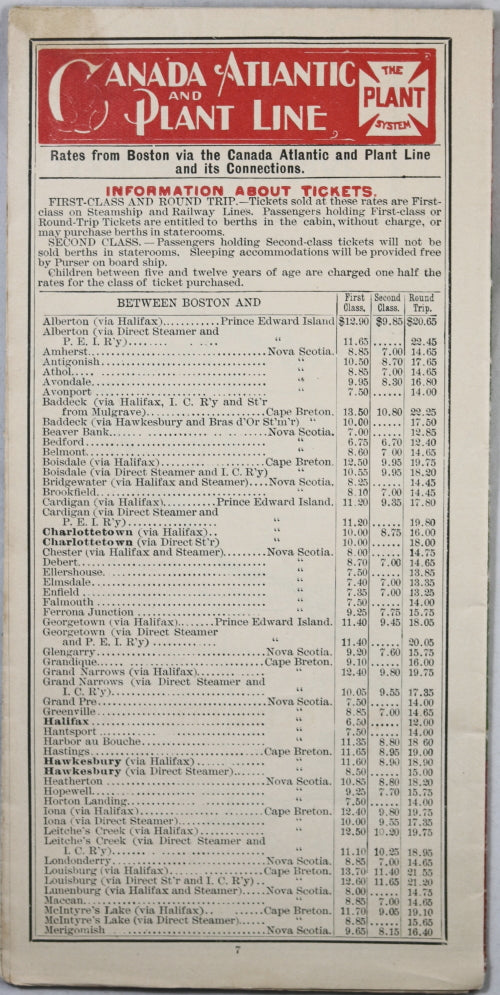 CANADA ATLANTIC
AND
PLANT LINE
THE
PLANT
SYSTEM
Rates from Boston via the Canada Atlantic and Plant Line
and its Connections.
INFORMATION ABOUT TICKETS.
FIRST-CLASS AND ROUND TRIP.—Tickets sold at these rates are First-
class on Steamship and Railway Lines. Passengers holding First-class or
Round-Trip Tickets are entitled to berths in the cabin, without charge, or
may purchase berths in staterooms.
SECOND CLASS.—Passengers holding Second-class tickets will not be
sold berths in staterooms. Sleeping accommodations will be provided free
by Purser on board ship.
Children between five and twelve years of age are charged one half the
rates for the class of ticket purchased.
BETWEEN BOSTON AND First Class. Second Class. Round Trip.
Alberton (via Halifax)............Prince Edward Island $12.90 $9.85 $20.65
Alberton (via Direct Steamer and
P. E. I. R'y).................. “ 11.65 ...... 22.45
Amherst..............................Nova Scotia. 8.85 7.00 14.65
Antigonish.............................. “ 10.50 8.70 17.65
Athol.............................. “ 8.85 7.00 14.65
Avondale.............................. “ 9.95 8.30 16.80
Avonport.............................. “ 7.50 ...... 14.00
Baddeck (via Halifax, I. C. R'y and St'r
from Mulgrave)....................Cape Breton. 13.50 10.80 22.25
Baddeck (via Hawkesbury and Bras d'Or St'm'r) “ 10.00 ...... 17.50
Beaver Bank..............................Nova Scotia. 7.00 ...... 12.85
Bedford.............................. “ 6.75 6.70 12.40
Belmont.............................. “ 8.60 7 00 14.65
Boisdale (via Halifax)....................Cape Breton. 12.50 9.95 19.75
Boisdale (via Direct Steamer and I. C. R'y) “ 10.55 9.95 18.20
Bridgewater (via Halifax and Steamer)....Nova Scotia. 8.25 ...... 14.45
Brookfield.............................. “ 8.10 7.00 14.45
Cardigan (via Halifax)............Prince Edward Island. 11.20 9.35 17.80
Cardigan (via Direct Steamer and
P. E. I. R'y).................. “ 11.20 ...... 19.80
Charlottetown (via Halifax).. “ 10.00 8.75 16.00
Charlottetown (via Direct St'r) “ 10.00 ...... 18.00
Chester (via Halifax and Steamer).........Nova Scotia. 8.00 ...... 14.75
Debert.............................. “ 8.70 7.00 14.65
Ellershouse.............................. “ 7.50 ...... 13.85
Elmsdale.............................. “ 7.40 7.00 13.35
Enfield.............................. “ 7.35 7.00 13.25
Falmouth.............................. “ 7.50 ...... 14.00
Ferrona Junction.................... “ 9.25 7.75 15.75
Georgetown (via Halifax).......Prince Edward Island. 11.40 9.45 18.05
Georgetown (via Direct Steamer
and P. E. I. R'y)............ “ 11.40 ...... 20.05
Glengarry..............................Nova Scotia. 9.20 7.60 15.75
Grandique..............................Cape Breton. 9.10 ...... 16.00
Grand Narrows (via Halifax).......... “ 12.40 9.80 19.75
Grand Narrows (via Direct Steamer and
I. C. R'y).................... “ 10.05 9.55 17.35
Grand Pre..............................Nova Scotia. 7.50 ...... 14.00
Greenville.............................. “ 8.85 7.00 14.65
Halifax.............................. “ 6.50 ...... 12.00
Hantsport.............................. “ 7.50 ...... 14.00
Harbor au Bouche.................... “ 11.35 8.80 18 60
Hastings..............................Cape Breton. 11.65 8.95 19.00
Hawkesbury (via Halifax)...... “ 11.60 8.90 18.90
Hawkesbury (via Direct Steamer)...... “ 8.50 ...... 15.00
Heatherton..............................Nova Scotia. 10.85 8.80 18.20
Hopewell.............................. “ 9.25 7.70 15.75
Horton Landing.................... “ 7.50 ...... 14.00
Iona (via Halifax)....................Cape Breton. 12.40 9.80 19.75
Iona (via Direct Steamer).......... “ 10.00 9.55 17.35
Leitche's Creek (via Halifax).......... “ 12.50 10.20 19.75
Leitche's Creek (via Direct Steamer and
I. C. R'y).................... “ 11.10 10.25 18.95
Londonderry..............................Nova Scotia. 8.85 7.00 14.65
Louisburg (via Halifax)..............Cape Breton. 13.70 11.40 21.55
Louisburg (via Direct St'r and I. C. R'y).. “ 12.60 11.65 21.20
Lunenburg (via Halifax and Steamer).....Nova Scotia. 8.00 ...... 14.75
Maccan.............................. “ 8.85 7.00 14.65
McIntyre's Lake (via Halifax).. .......Cape Breton. 11.70 9.05 19.10
McIntyre's Lake (via Direct Steamer)..... “ 8.85 ...... 15.65
Merigomish..............................Nova Scotia. 9.65 8.15 16.40
7